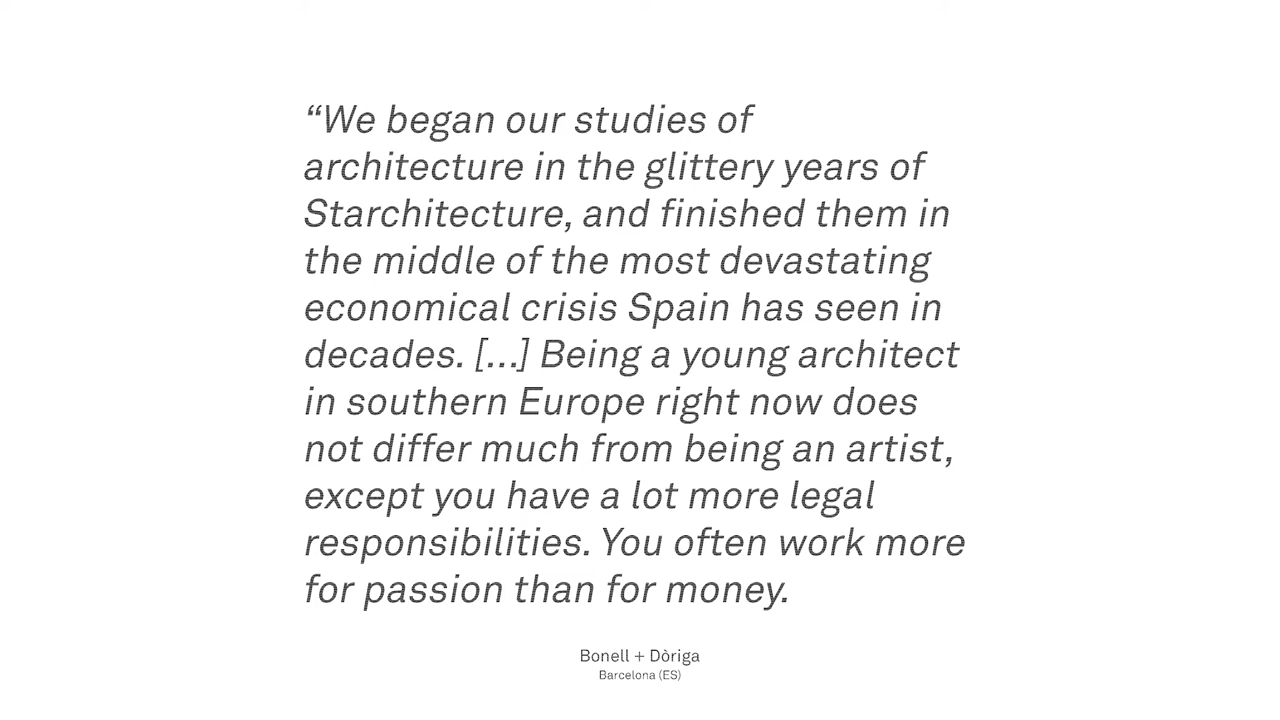 “We began our studies of
architecture in the glittery years of
Starchitecture, and finished them in
the middle of the most devastating
economical crisis Spain has seen in
decades. [...] Being a young architect
in southern Europe right now does
not differ much from being an artist,
except you have a lot more legal
responsibilities. You often work more
for passion than for money.
Bonell + Dòriga
Barcelona (ES)